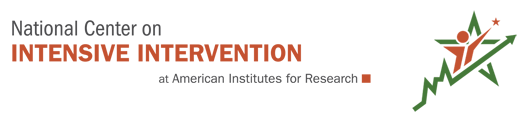 National Center on
INTENSIVE INTERVENTION
at American Institutes for Research